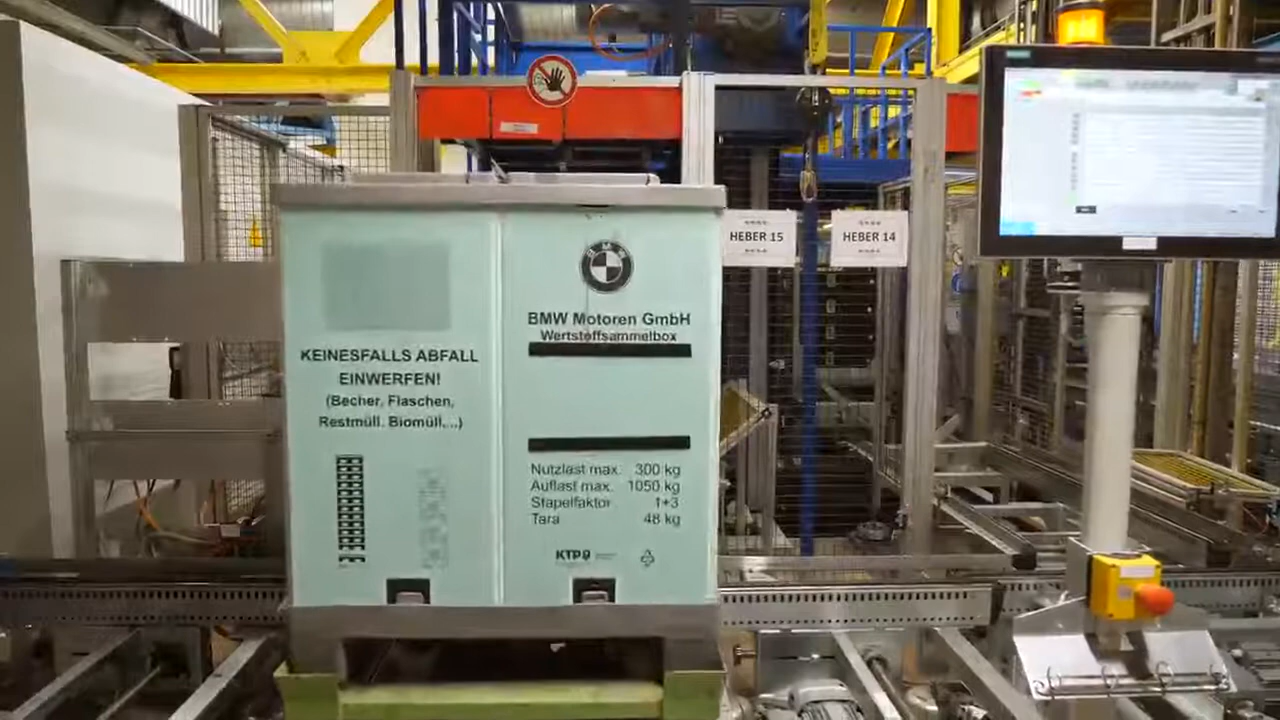 HEBER 15
HEBER 14
BMW
BMW Motoren GmbH
Wertstoffsammelbox
KEINESFALLS ABFALL
EINWERFEN!
(Becher, Flaschen,
Restmüll, Biomüll,...)
Nutzlast max. 300 kg
Auflast max. 1050 kg
Stapelfaktor 1+3
Tara 48 kg
KTP